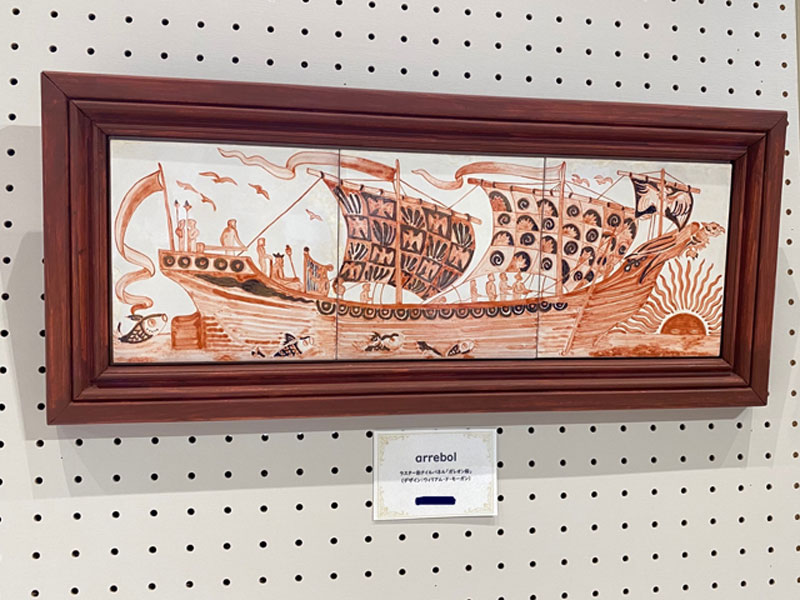 arrebol
ラスター彩タイルパネル「ガレオン船」
(デザイン:ウィリアム・ド・モーガン)